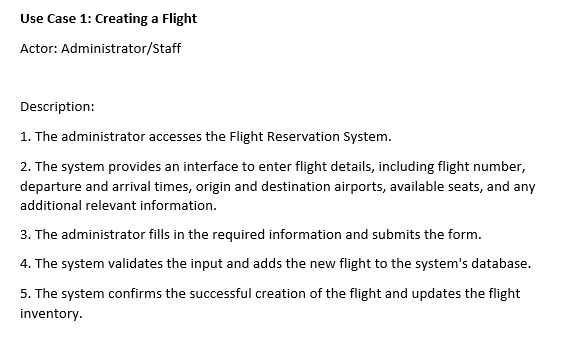 Use Case 1: Creating a Flight
Actor: Administrator/Staff
Description:
1. The administrator accesses the Flight Reservation System.
2. The system provides an interface to enter flight details, including flight number,
departure and arrival times, origin and destination airports, available seats, and any
additional relevant information.
3. The administrator fills in the required information and submits the form.
4. The system validates the input and adds the new flight to the system's database.
5. The system confirms the successful creation of the flight and updates the flight
inventory.